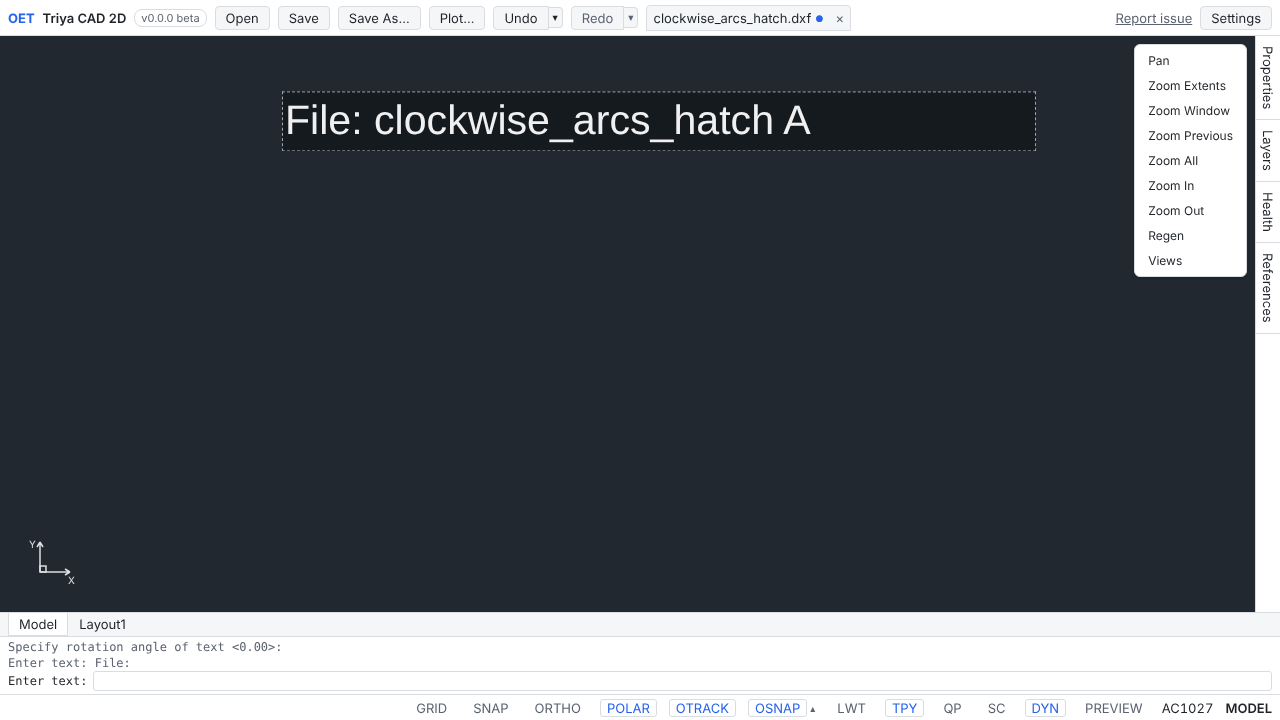 OET Triya CAD 2D v0.0.0 beta Open Save Save As... Plot... Undo ▾ Redo ▾ clockwise_arcs_hatch.dxf × Report issue Settings
File: clockwise_arcs_hatch A
Pan
Zoom Extents
Zoom Window
Zoom Previous
Zoom All
Zoom In
Zoom Out
Regen
Views
Properties
Layers
Health
References
Y
X
Model Layout1
Specify rotation angle of text <0.00>:
Enter text: File:
Enter text:
GRID SNAP ORTHO POLAR OTRACK OSNAP ▴ LWT TPY QP SC DYN PREVIEW AC1027 MODEL